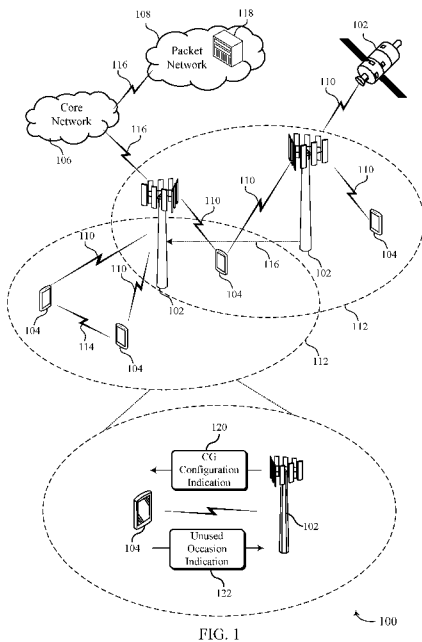 108
118
Packet
Network
102
116
110
Core
Network
116
106
110
110
110
110
110
104
116
104
102
104
102
112
114
104
112
120
CG
Configuration
Indication
102
104
Unused
Occasion
Indication
122
100
FIG. 1